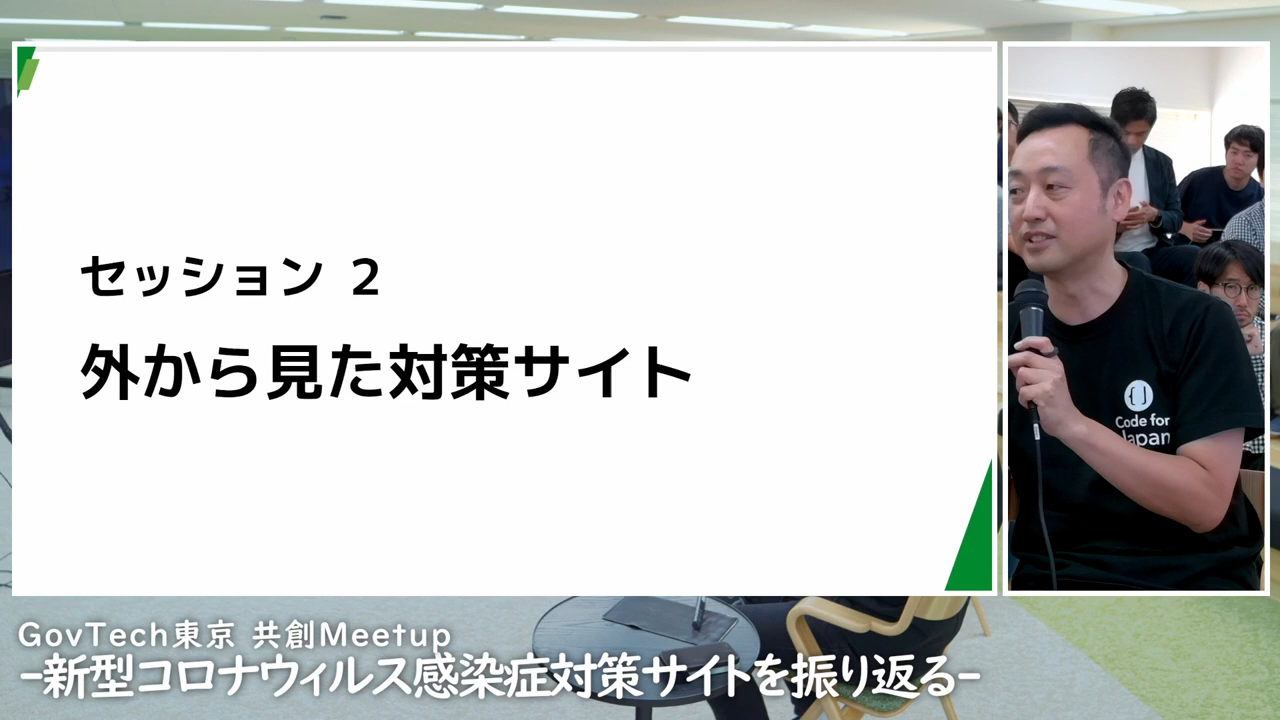 セッション 2
外から見た対策サイト
Code for
Japan
GovTech東京 共創Meetup
-新型コロナウィルス感染症対策サイトを振り返る-